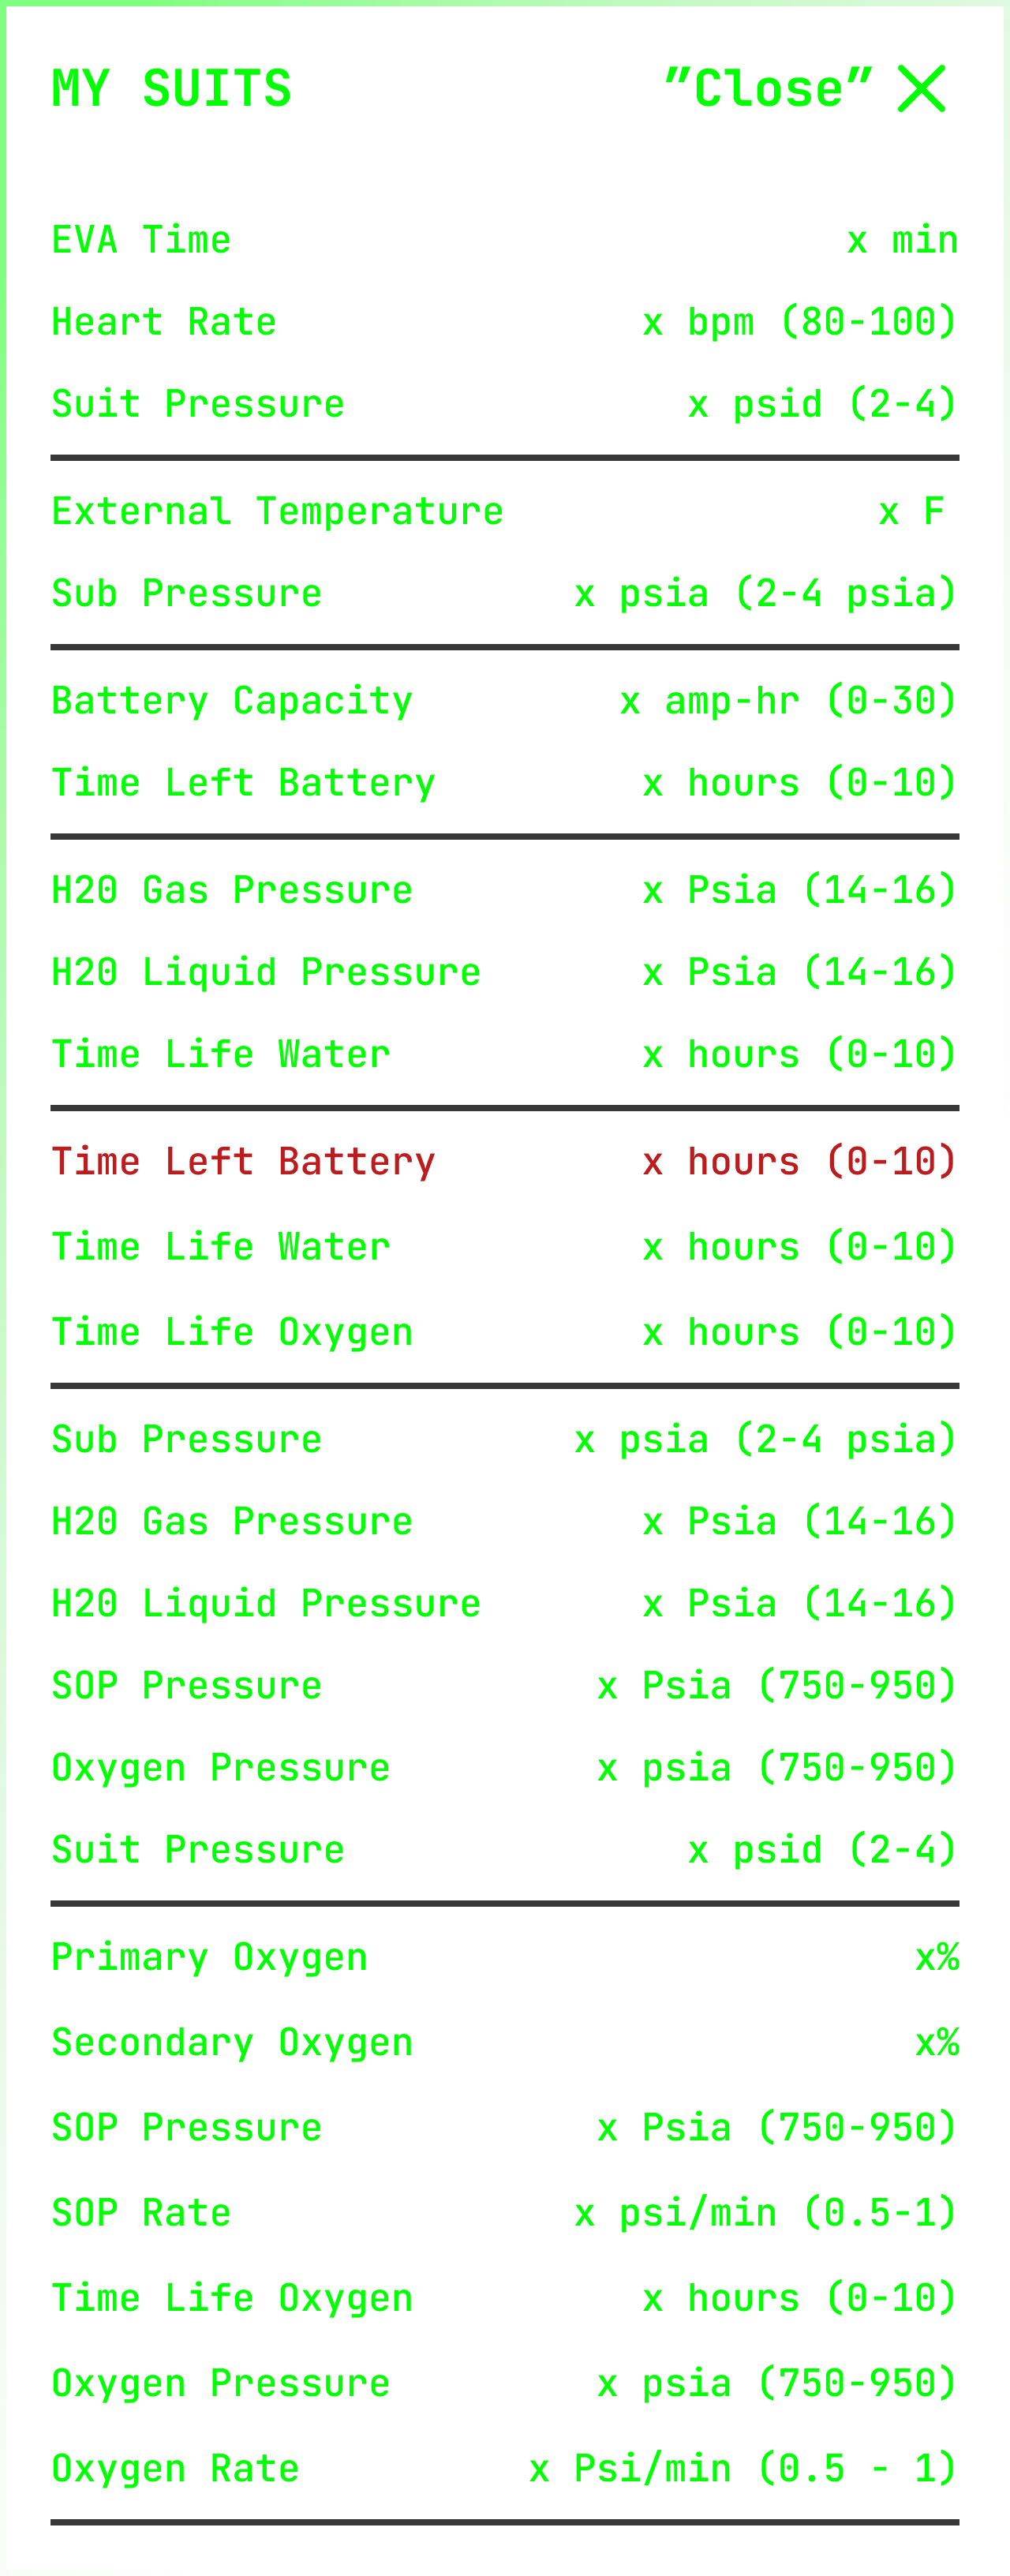 MY SUITS ”Close”
EVA Time x min
Heart Rate x bpm (80-100)
Suit Pressure x psid (2-4)
External Temperature x F
Sub Pressure x psia (2-4 psia)
Battery Capacity x amp-hr (0-30)
Time Left Battery x hours (0-10)
H20 Gas Pressure x Psia (14-16)
H20 Liquid Pressure x Psia (14-16)
Time Life Water x hours (0-10)
Time Left Battery x hours (0-10)
Time Life Water x hours (0-10)
Time Life Oxygen x hours (0-10)
Sub Pressure x psia (2-4 psia)
H20 Gas Pressure x Psia (14-16)
H20 Liquid Pressure x Psia (14-16)
SOP Pressure x Psia (750-950)
Oxygen Pressure x psia (750-950)
Suit Pressure x psid (2-4)
Primary Oxygen x%
Secondary Oxygen x%
SOP Pressure x Psia (750-950)
SOP Rate x psi/min (0.5-1)
Time Life Oxygen x hours (0-10)
Oxygen Pressure x psia (750-950)
Oxygen Rate x Psi/min (0.5 - 1)